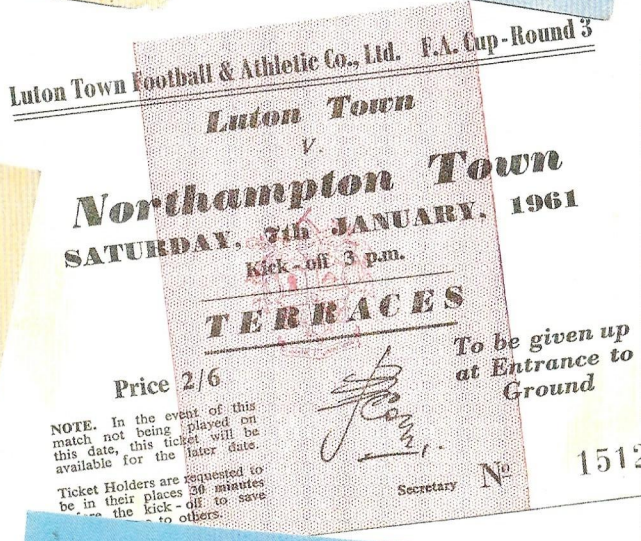 Luton Town Football & Athletic Co., Ltd. F.A. Cup - Round 3
Luton Town
V.
Northampton Town
SATURDAY, 7th JANUARY, 1961
Kick - off 3 p.m.
TERRACES
To be given up
at Entrance to
Ground
Price 2/6
NOTE. In the event of this
match not being played on
this date, this ticket will be
available for the later date.
Ticket Holders are requested to
be in their places 30 minutes
the kick - off to save
to others.
Secretary
Nº 1512